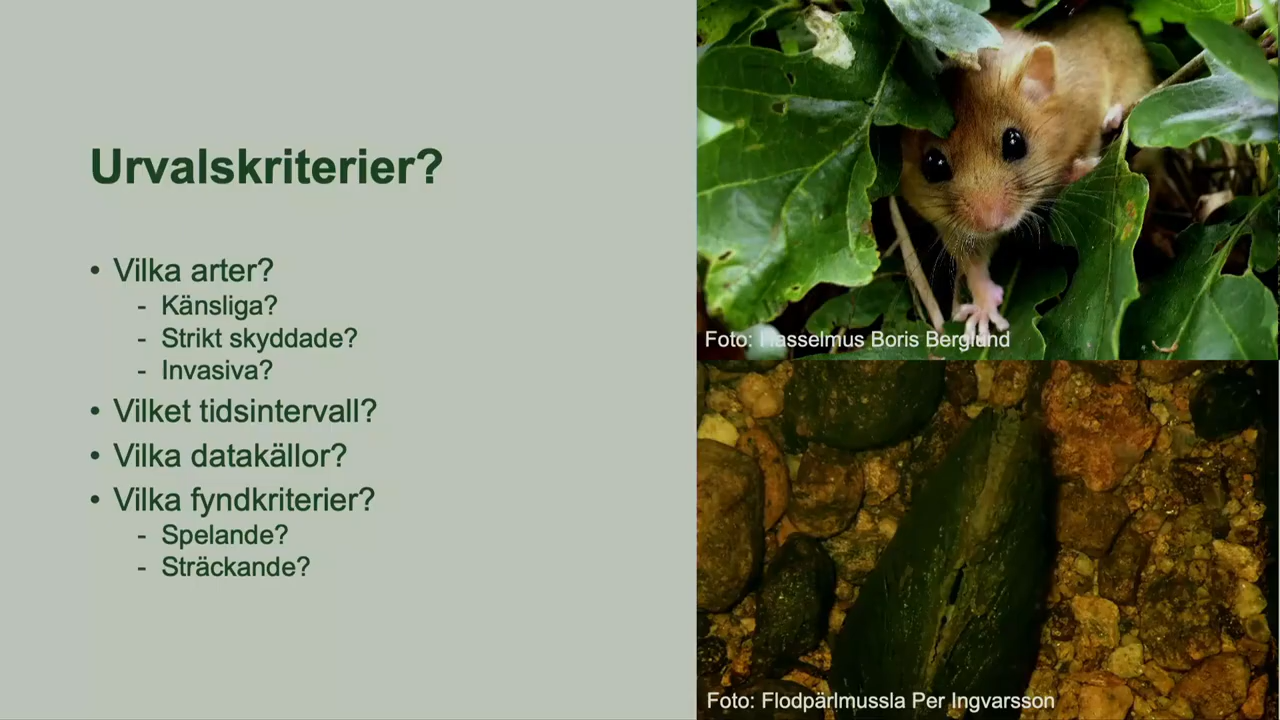 Urvalskriterier?
• Vilka arter?
- Känsliga?
- Strikt skyddade?
- Invasiva?
• Vilket tidsintervall?
• Vilka datakällor?
• Vilka fyndkriterier?
- Spelande?
- Sträckande?
Foto: Hasselmus Boris Berglund
Foto: Flodpärlmussla Per Ingvarsson